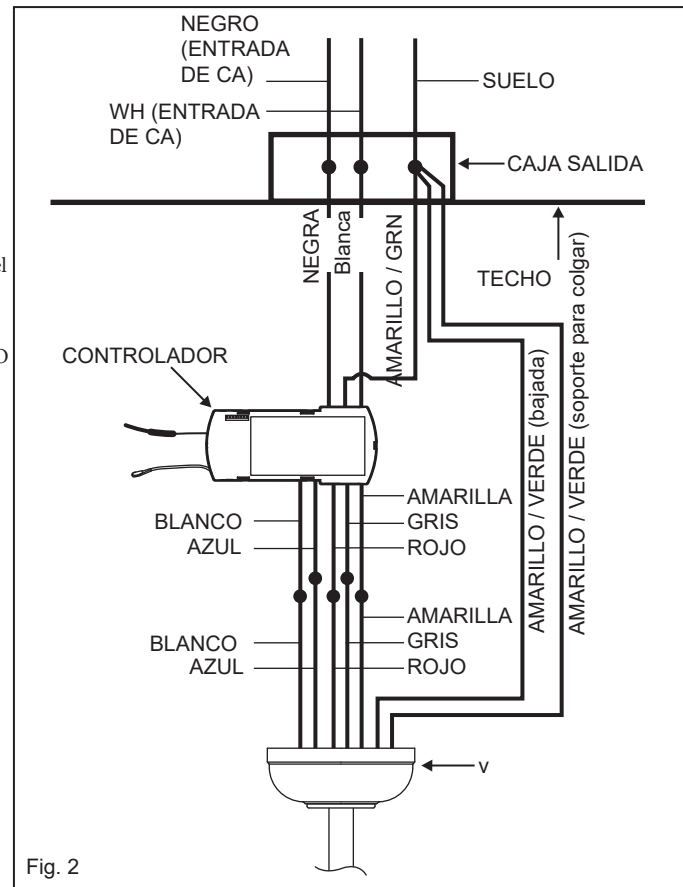 NEGRO
(ENTRADA
DE CA)
SUELO
WH (ENTRADA
DE CA)
CAJA SALIDA
NEGRA
Blanca
AMARILLO / GRN
TECHO
el
O
CONTROLADOR
AMARILLO / VERDE (bajada)
AMARILLO / VERDE (soporte para colgar)
AMARILLA
BLANCO
GRIS
AZUL
ROJO
AMARILLA
BLANCO
GRIS
AZUL
ROJO
v
Fig. 2